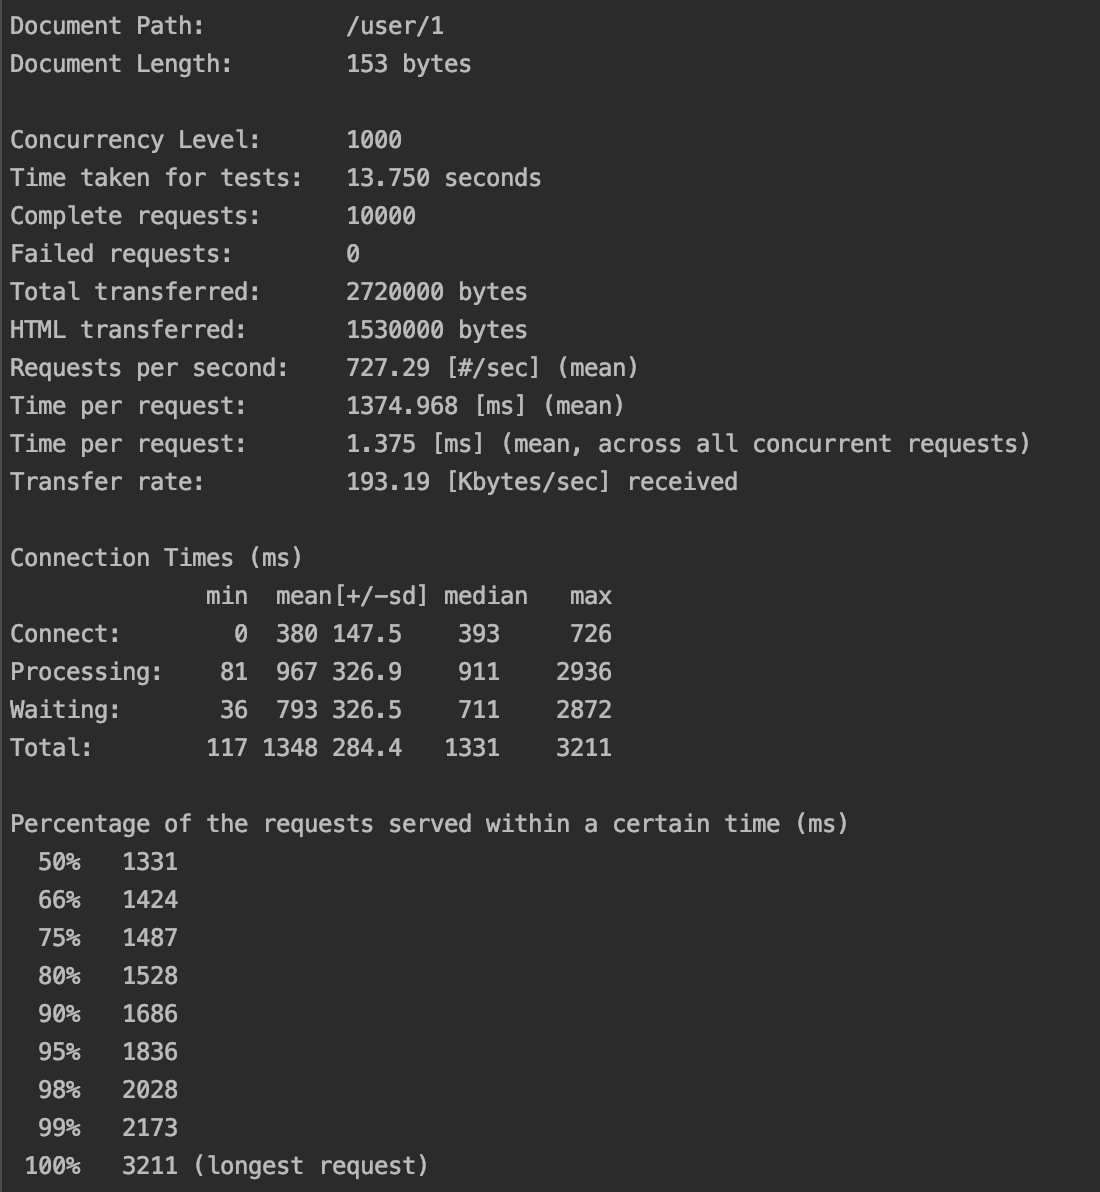 Document Path:          /user/1
Document Length:        153 bytes

Concurrency Level:      1000
Time taken for tests:   13.750 seconds
Complete requests:      10000
Failed requests:        0
Total transferred:      2720000 bytes
HTML transferred:       1530000 bytes
Requests per second:    727.29 [#/sec] (mean)
Time per request:       1374.968 [ms] (mean)
Time per request:       1.375 [ms] (mean, across all concurrent requests)
Transfer rate:          193.19 [Kbytes/sec] received

Connection Times (ms)
              min  mean[+/-sd] median   max
Connect:        0  380 147.5    393     726
Processing:    81  967 326.9    911    2936
Waiting:       36  793 326.5    711    2872
Total:        117 1348 284.4   1331    3211

Percentage of the requests served within a certain time (ms)
  50%   1331
  66%   1424
  75%   1487
  80%   1528
  90%   1686
  95%   1836
  98%   2028
  99%   2173
 100%   3211 (longest request)